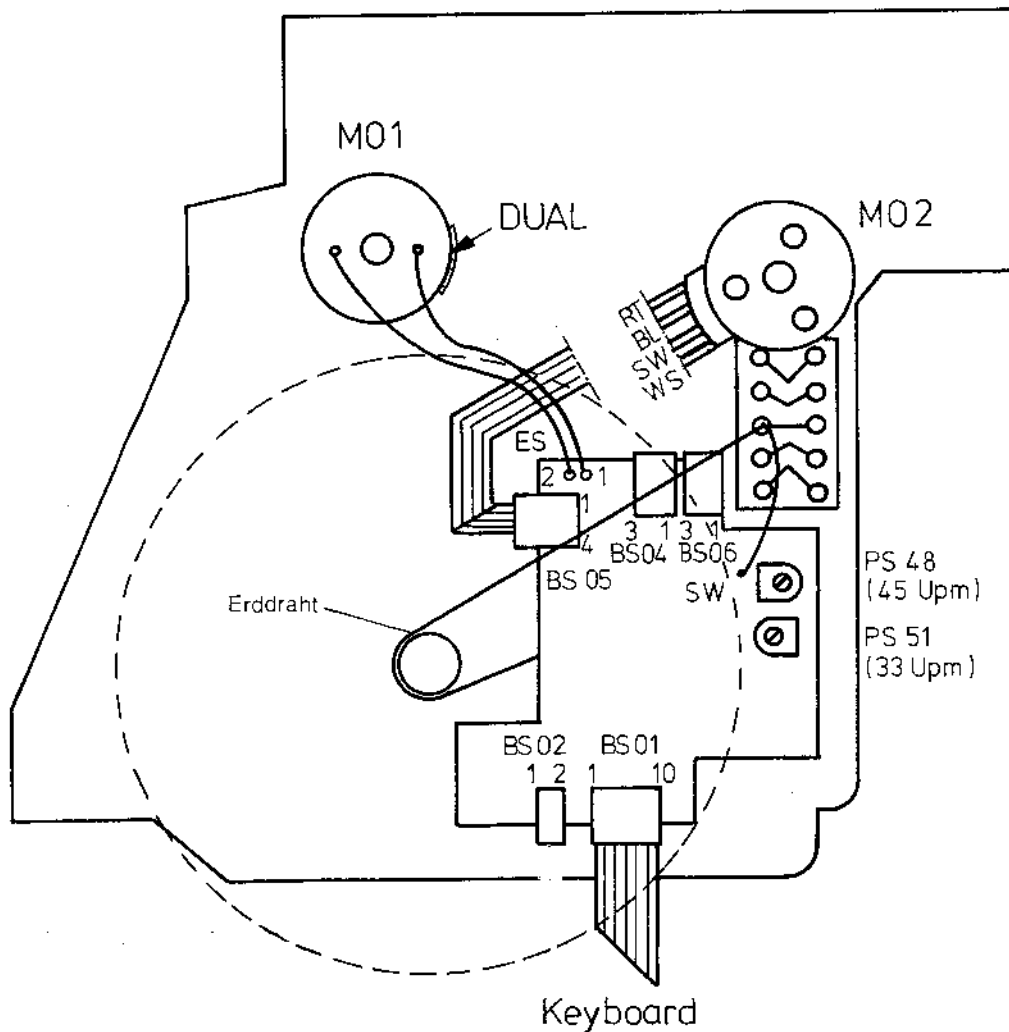 M01
DUAL
M02
RT
BL
SW
WS
ES
2 1
1
4
BS 05
3 1
BS04
3 1
BS06
SW
PS 48
(45 Upm)
PS 51
(33 Upm)
Erddraht
BS 02
1 2
BS 01
1 10
Keyboard